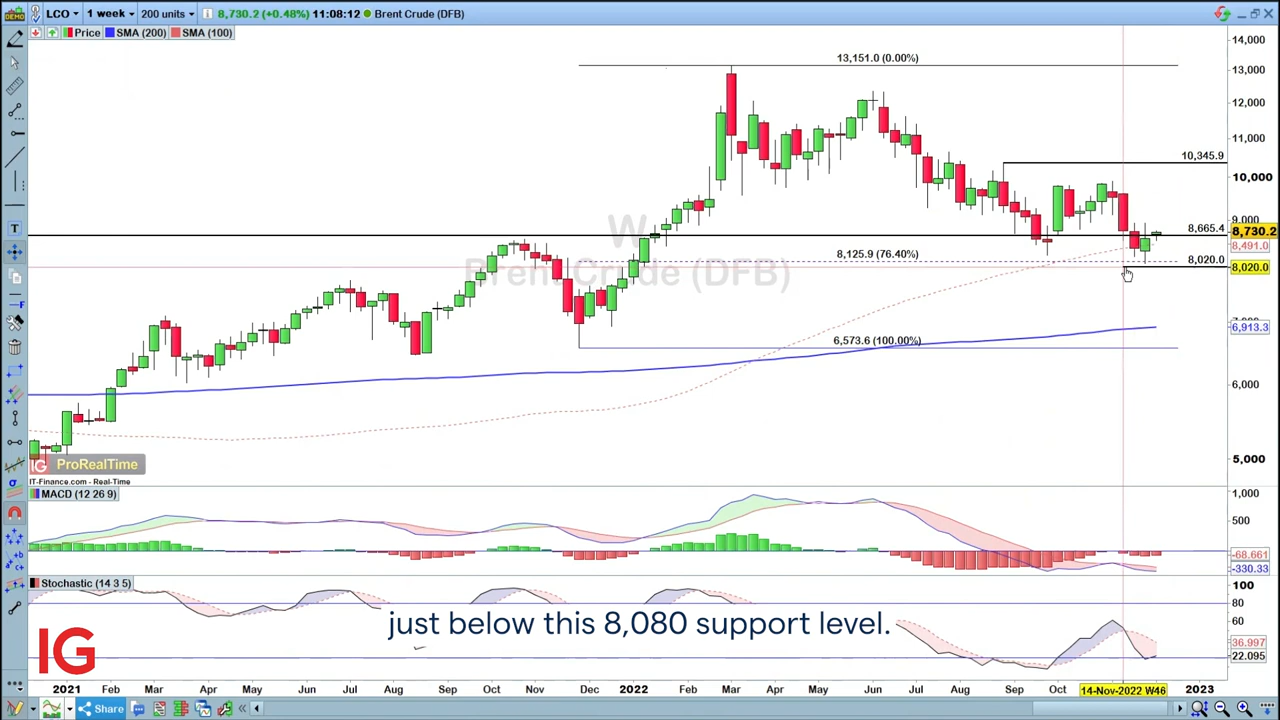 DEMO
LCO
1 week
200 units
8,730.2 (+0.48%)
11:08:12
Brent Crude (DFB)
Price
SMA (200)
SMA (100)
14,000
13,151.0 (0.00%)
13,000
12,000
11,000
10,345.9
10,000
9,000
8,665.4
8,730.2
8,491.0
8,125.9 (76.40%)
8,020.0
8,020.0
W
Brent Crude (DFB)
7,000
6,913.3
6,573.6 (100.00%)
6,000
5,000
IG
ProRealTime
IT-Finance.com - Real-Time
MACD (12 26 9)
1,000
500
-68.661
-330.33
Stochastic (14 3 5)
100
80
60
36.997
22.095
just below this 8,080 support level.
IG
2021
Feb
Mar
Apr
Jun
Jul
Aug
Sep
Oct
Nov
Dec
2022
Feb
Mar
Apr
May
Jun
Jul
Aug
Sep
Oct
14-Nov-2022 W46
2023
T
F
Share